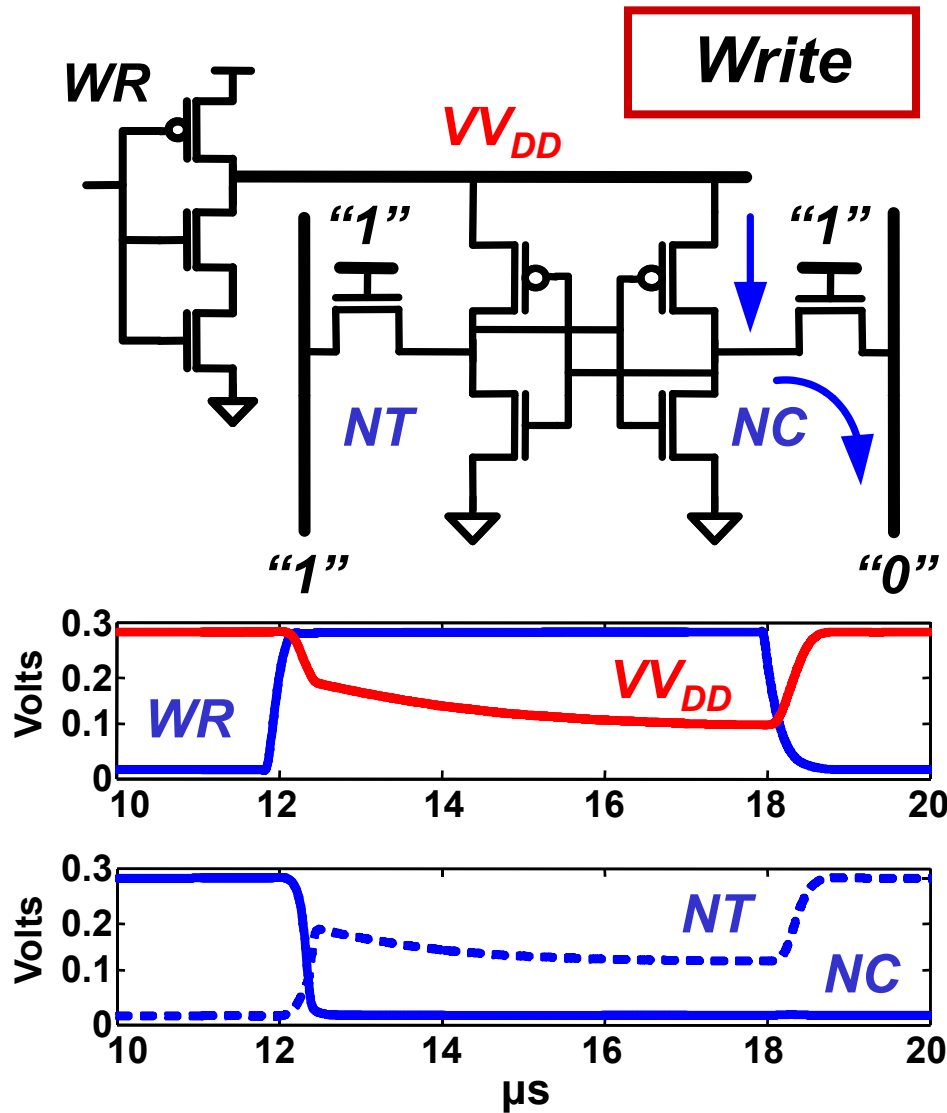 Write
WR
VVDD
“1” “1”
NT NC
“1” “0”
0.3
0.2
0.1
0
Volts
WR VVDD
10 12 14 16 18 20
0.3
0.2
0.1
0
Volts
NT
NC
10 12 14 16 18 20
µs